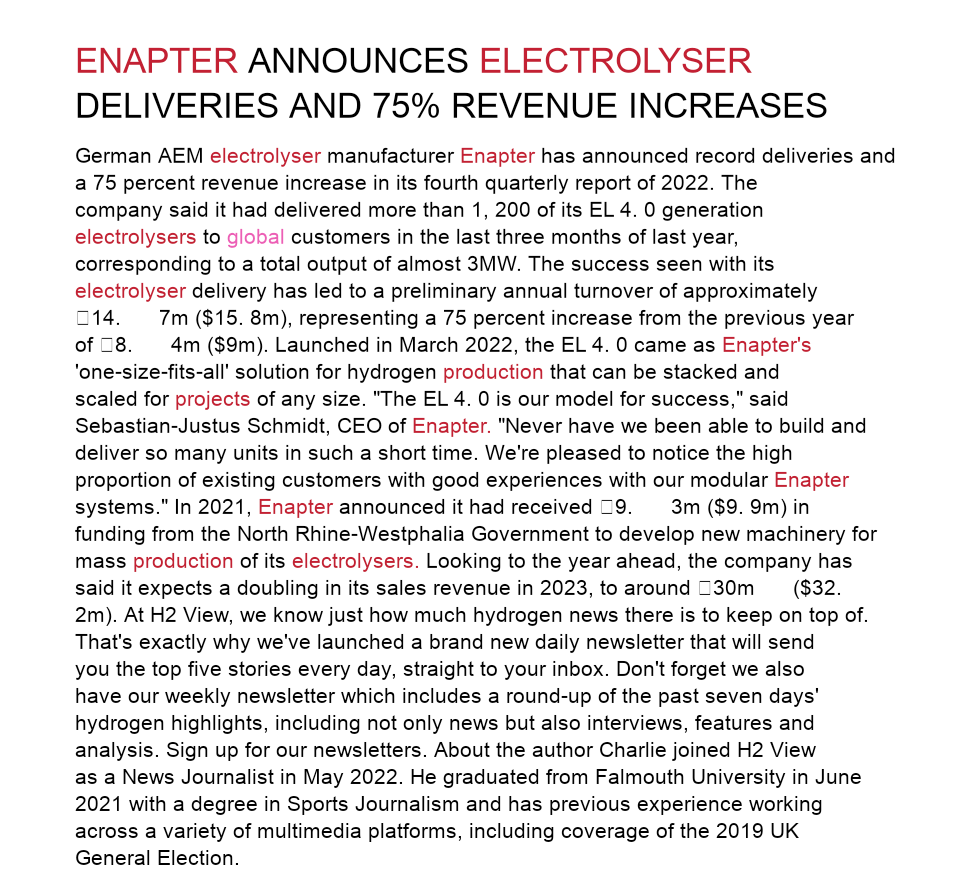 ENAPTER ANNOUNCES ELECTROLYSER
DELIVERIES AND 75% REVENUE INCREASES
German AEM electrolyser manufacturer Enapter has announced record deliveries and
a 75 percent revenue increase in its fourth quarterly report of 2022. The
company said it had delivered more than 1, 200 of its EL 4. 0 generation
electrolysers to global customers in the last three months of last year,
corresponding to a total output of almost 3MW. The success seen with its
electrolyser delivery has led to a preliminary annual turnover of approximately
□14. 7m ($15. 8m), representing a 75 percent increase from the previous year
of □8. 4m ($9m). Launched in March 2022, the EL 4. 0 came as Enapter's
'one-size-fits-all' solution for hydrogen production that can be stacked and
scaled for projects of any size. "The EL 4. 0 is our model for success," said
Sebastian-Justus Schmidt, CEO of Enapter. "Never have we been able to build and
deliver so many units in such a short time. We're pleased to notice the high
proportion of existing customers with good experiences with our modular Enapter
systems." In 2021, Enapter announced it had received □9. 3m ($9. 9m) in
funding from the North Rhine-Westphalia Government to develop new machinery for
mass production of its electrolysers. Looking to the year ahead, the company has
said it expects a doubling in its sales revenue in 2023, to around □30m ($32.
2m). At H2 View, we know just how much hydrogen news there is to keep on top of.
That's exactly why we've launched a brand new daily newsletter that will send
you the top five stories every day, straight to your inbox. Don't forget we also
have our weekly newsletter which includes a round-up of the past seven days'
hydrogen highlights, including not only news but also interviews, features and
analysis. Sign up for our newsletters. About the author Charlie joined H2 View
as a News Journalist in May 2022. He graduated from Falmouth University in June
2021 with a degree in Sports Journalism and has previous experience working
across a variety of multimedia platforms, including coverage of the 2019 UK
General Election.